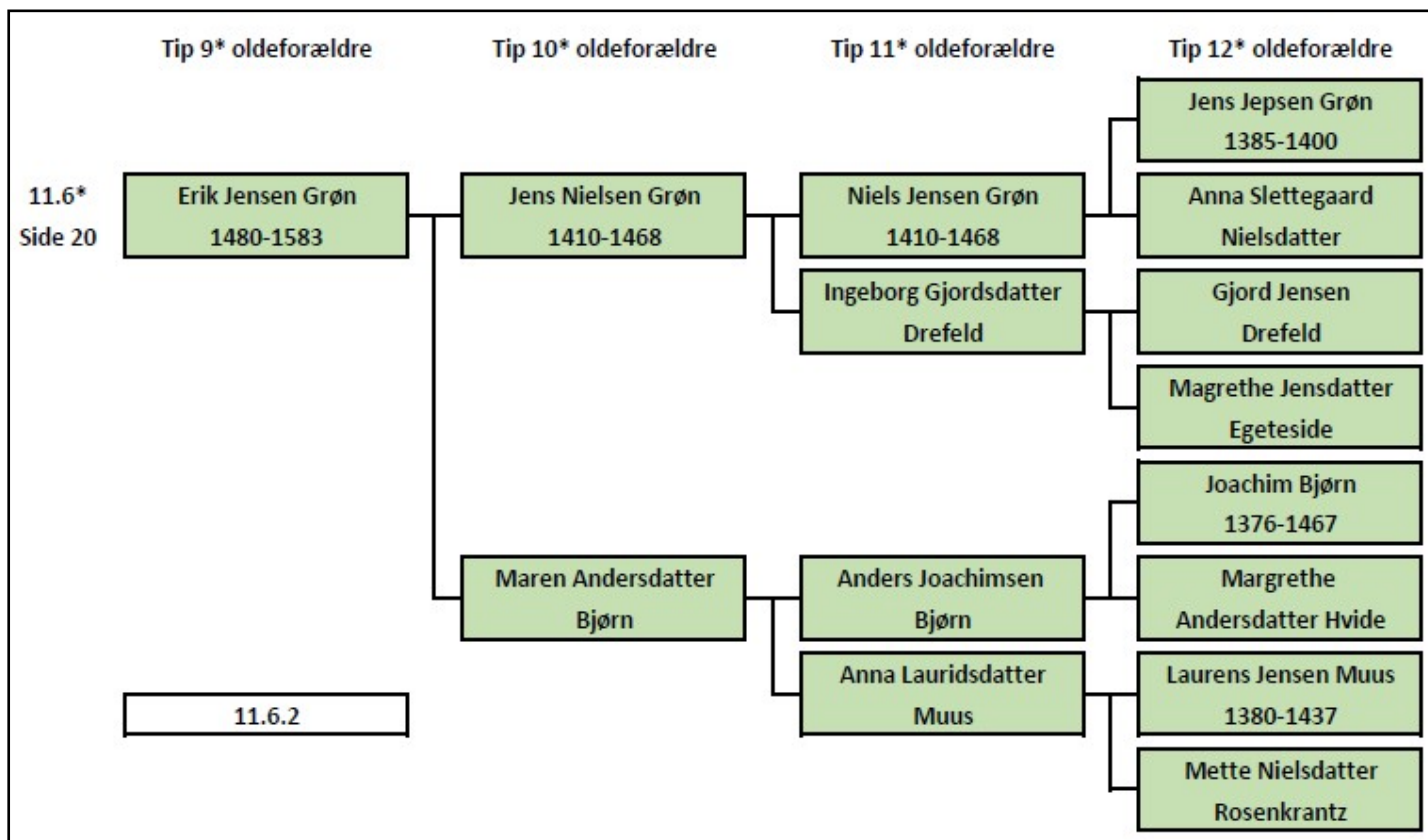 Tip 9* oldeforældre
Tip 10* oldeforældre
Tip 11* oldeforældre
Tip 12* oldeforældre
11.6*
Side 20
Erik Jensen Grøn
1480-1583
11.6.2
Jens Nielsen Grøn
1410-1468
Maren Andersdatter
Bjørn
Niels Jensen Grøn
1410-1468
Ingeborg Gjordsdatter
Drefeld
Anders Joachimsen
Bjørn
Anna Lauridsdatter
Muus
Jens Jepsen Grøn
1385-1400
Anna Slettegaard
Nielsdatter
Gjord Jensen
Drefeld
Magrethe Jensdatter
Egeteside
Joachim Bjørn
1376-1467
Margrethe
Andersdatter Hvide
Laurens Jensen Muus
1380-1437
Mette Nielsdatter
Rosenkrantz